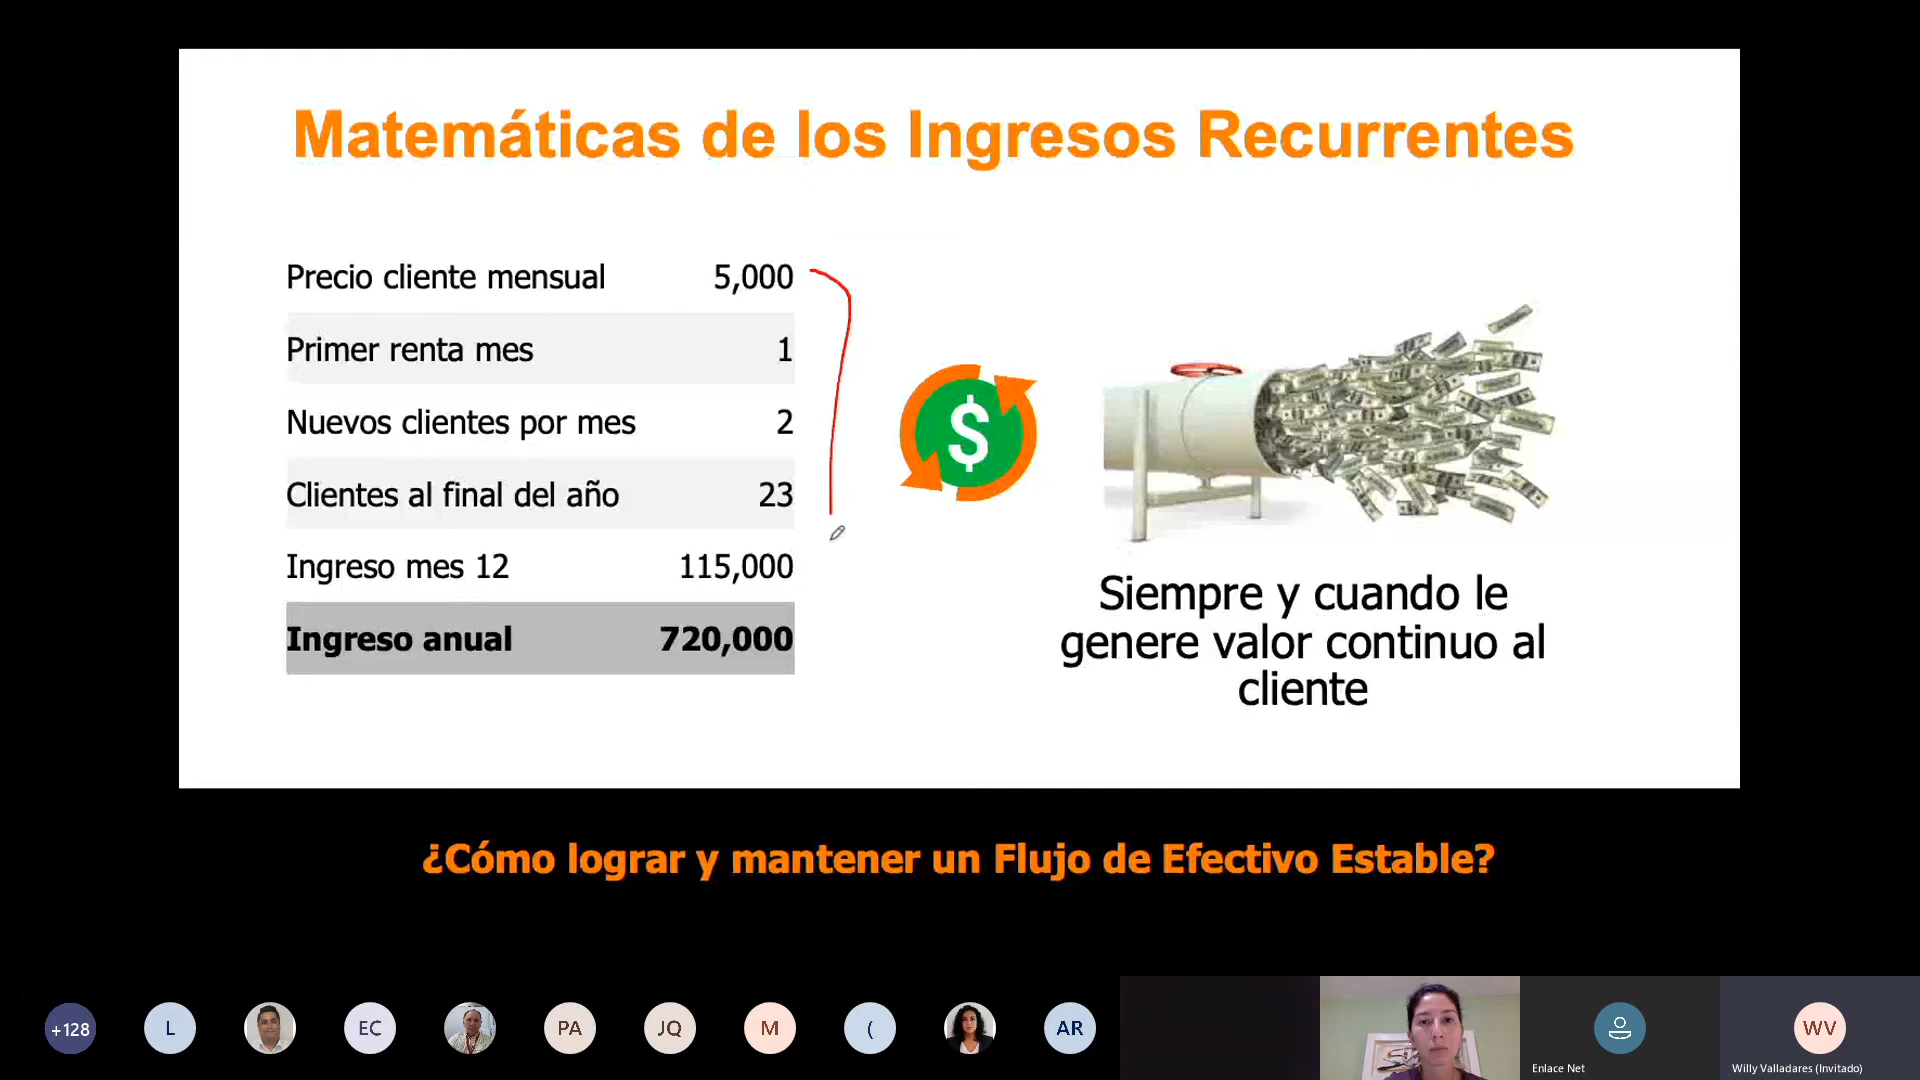 Matemáticas de los Ingresos Recurrentes
Precio cliente mensual 5,000
Primer renta mes 1
Nuevos clientes por mes 2
Clientes al final del año 23
Ingreso mes 12 115,000
Ingreso anual 720,000
$
Siempre y cuando le
genere valor continuo al
cliente
¿Cómo lograr y mantener un Flujo de Efectivo Estable?
+128
L
EC
PA
JQ
M
(
AR
Enlace Net
WV
Willy Valladares (Invitado)